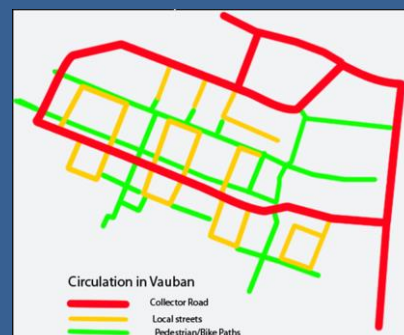 Circulation in Vauban
Collector Road
Local streets
Pedestrian/Bike Paths